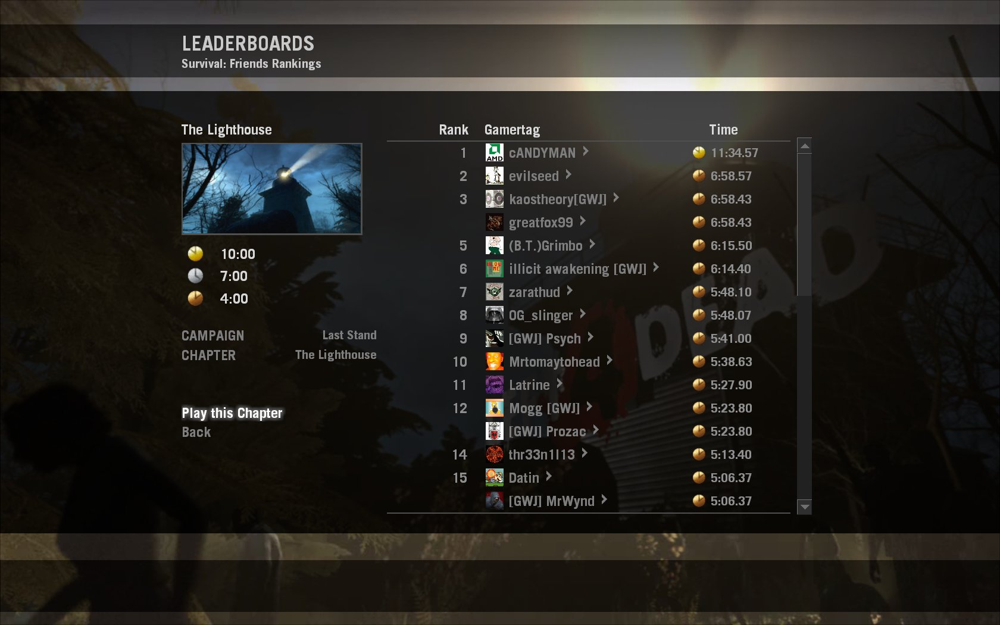 LEADERBOARDS
Survival: Friends Rankings
The Lighthouse
10:00
7:00
4:00
CAMPAIGN Last Stand
CHAPTER The Lighthouse
Play this Chapter
Back
Rank Gamertag Time
1 AMD cANDYMAN > 11:34.57
2 evilseed > 6:58.57
3 kaostheory[GWJ] > 6:58.43
greatfox99 > 6:58.43
5 (B.T.)Grimbo > 6:15.50
6 BLOW ME illicit awakening [GWJ] > 6:14.40
7 zarathud > 5:48.10
8 OG_slinger > 5:48.07
9 [GWJ] Psych > 5:41.00
10 Mrtomaytohead > 5:38.63
11 Latrine > 5:27.90
12 Mogg [GWJ] > 5:23.80
[GWJ] Prozac > 5:23.80
14 thr33n1l13 > 5:13.40
15 Datin > 5:06.37
[GWJ] MrWynd > 5:06.37
4 DEAD